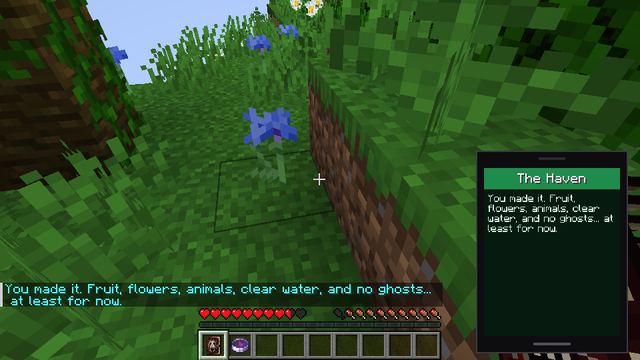 The Haven
You made it. Fruit,
flowers, animals, clear
water, and no ghosts... at
least for now.
You made it. Fruit, flowers, animals, clear water, and no ghosts...
at least for now.